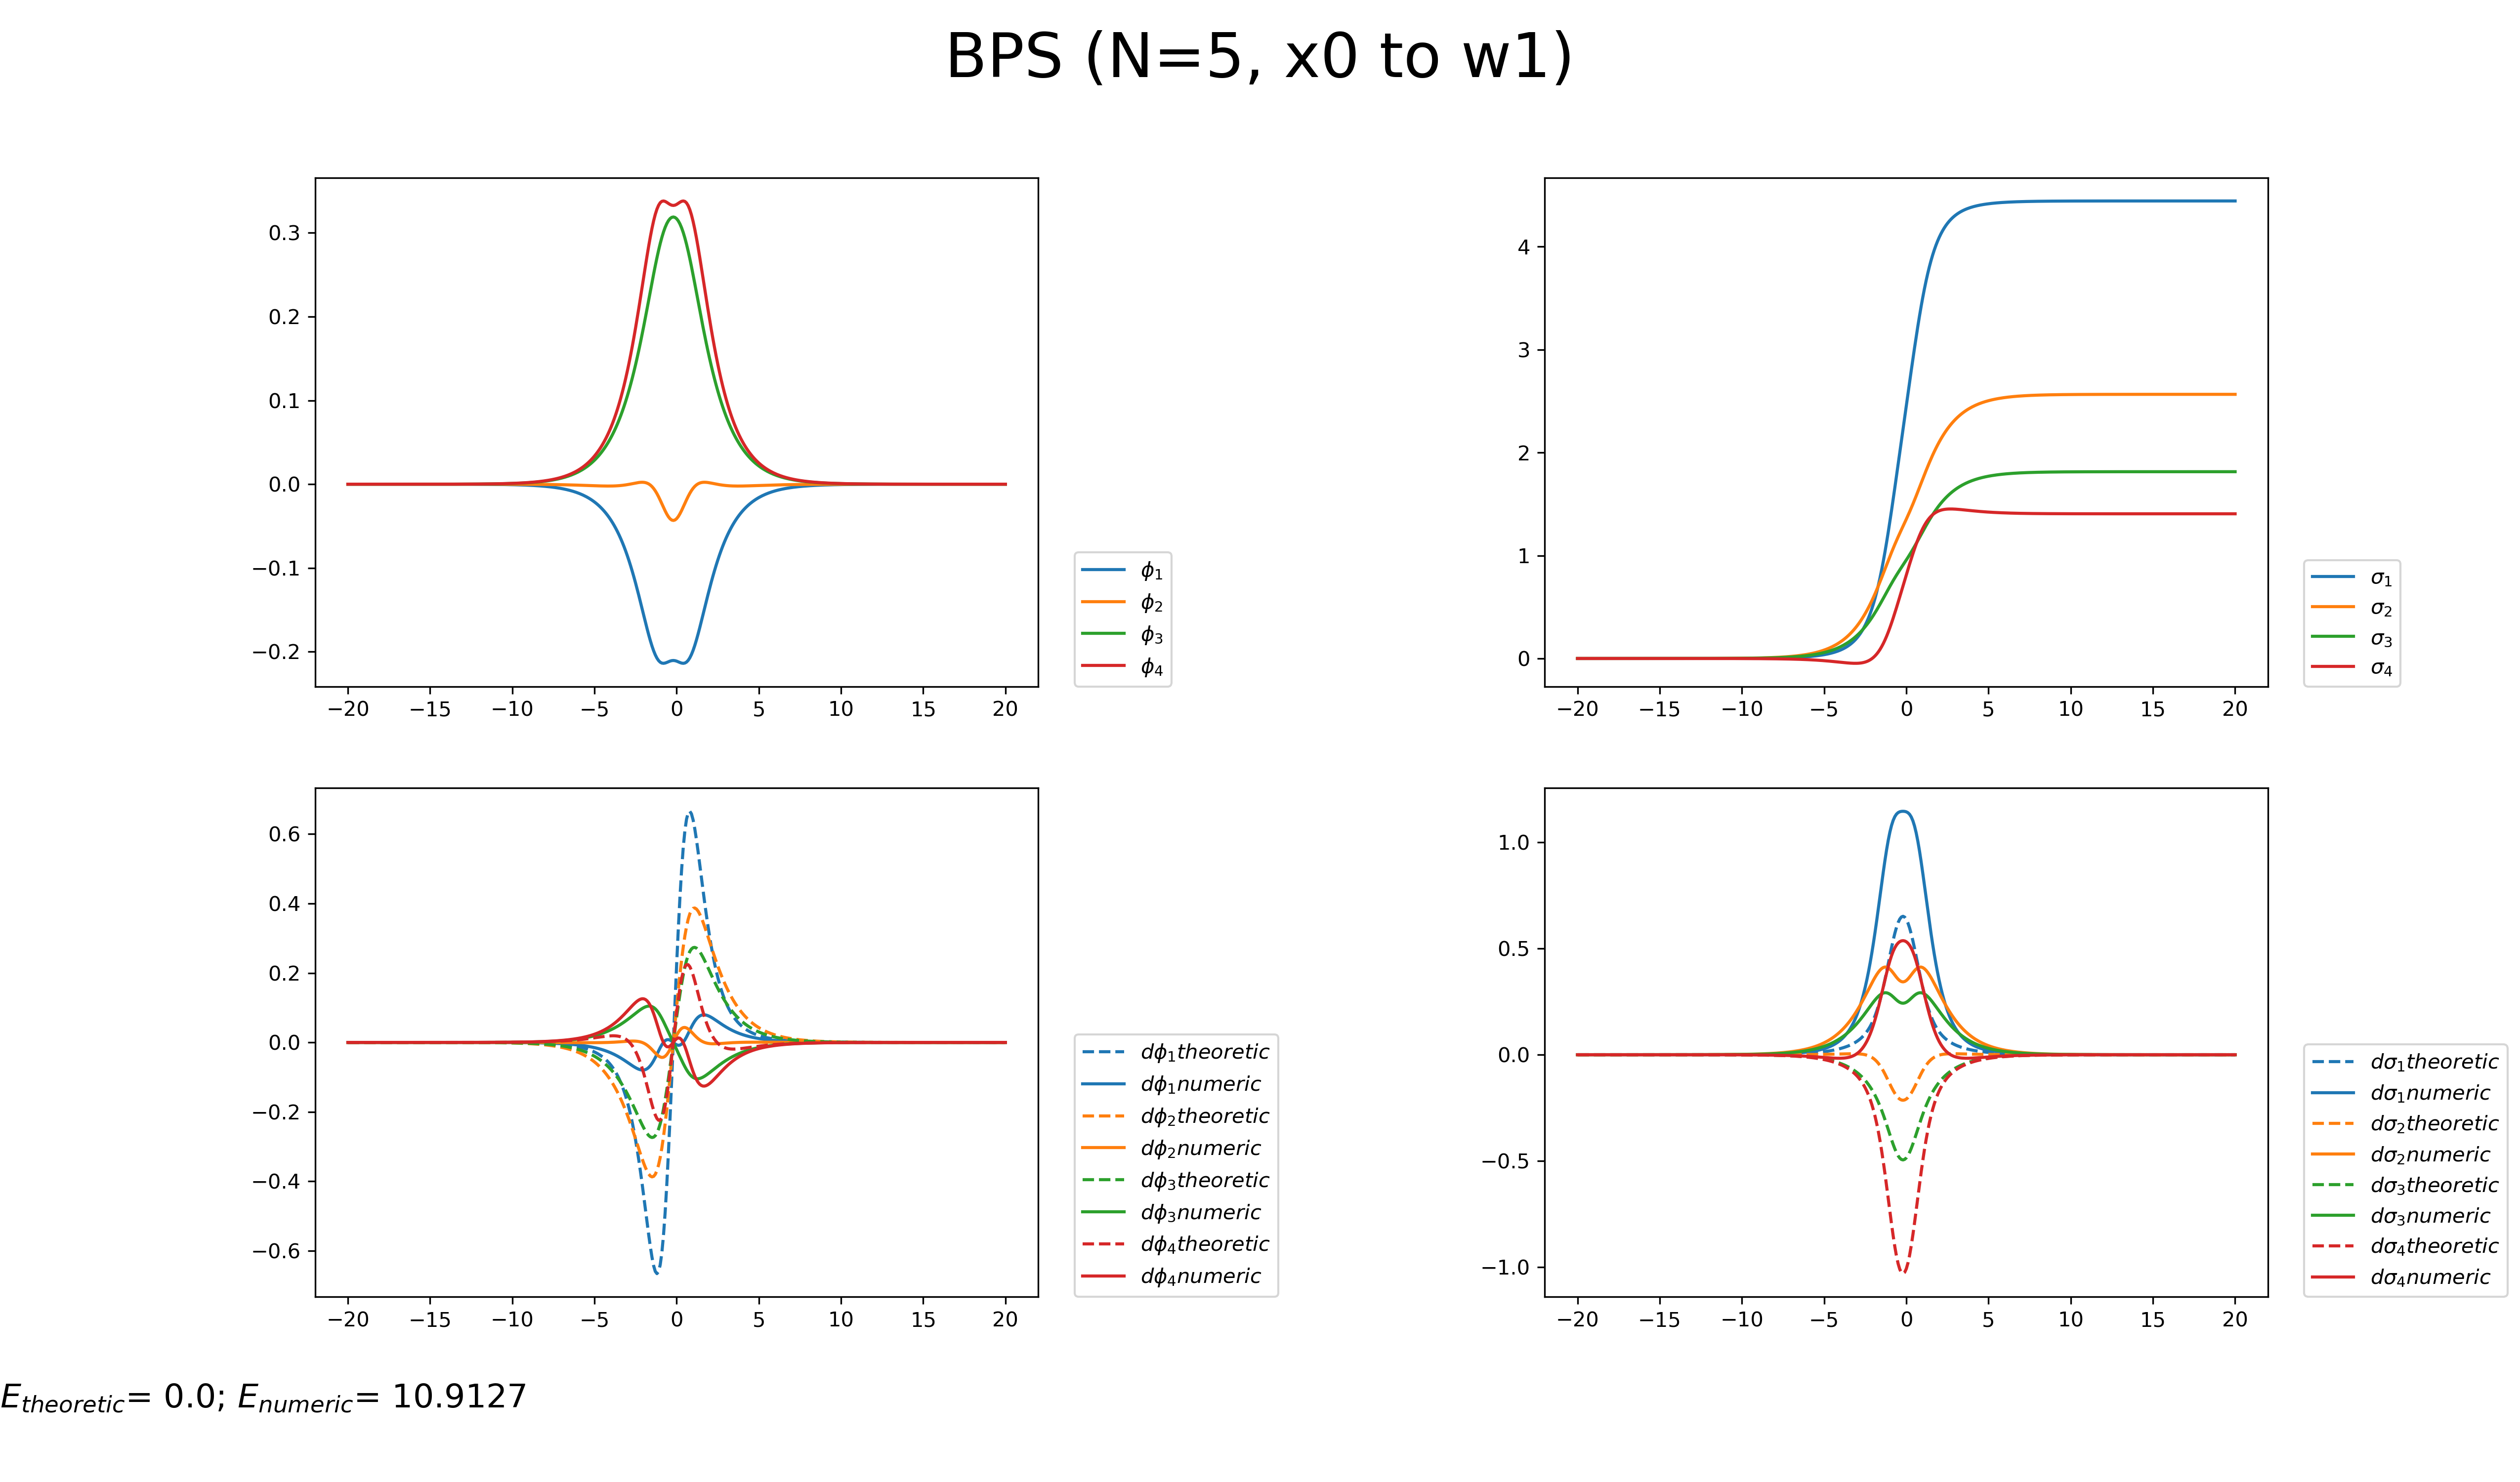 BPS (N=5, x0 to w1)
0.3
0.2
0.1
0.0
−0.1
−0.2
−20 −15 −10 −5 0 5 10 15 20
ϕ1
ϕ2
ϕ3
ϕ4
4
3
2
1
0
−20 −15 −10 −5 0 5 10 15 20
σ1
σ2
σ3
σ4
0.6
0.4
0.2
0.0
−0.2
−0.4
−0.6
−20 −15 −10 −5 0 5 10 15 20
dϕ1theoretic
dϕ1numeric
dϕ2theoretic
dϕ2numeric
dϕ3theoretic
dϕ3numeric
dϕ4theoretic
dϕ4numeric
1.0
0.5
0.0
−0.5
−1.0
−20 −15 −10 −5 0 5 10 15 20
dσ1theoretic
dσ1numeric
dσ2theoretic
dσ2numeric
dσ3theoretic
dσ3numeric
dσ4theoretic
dσ4numeric
Etheoretic= 0.0; Enumeric= 10.9127